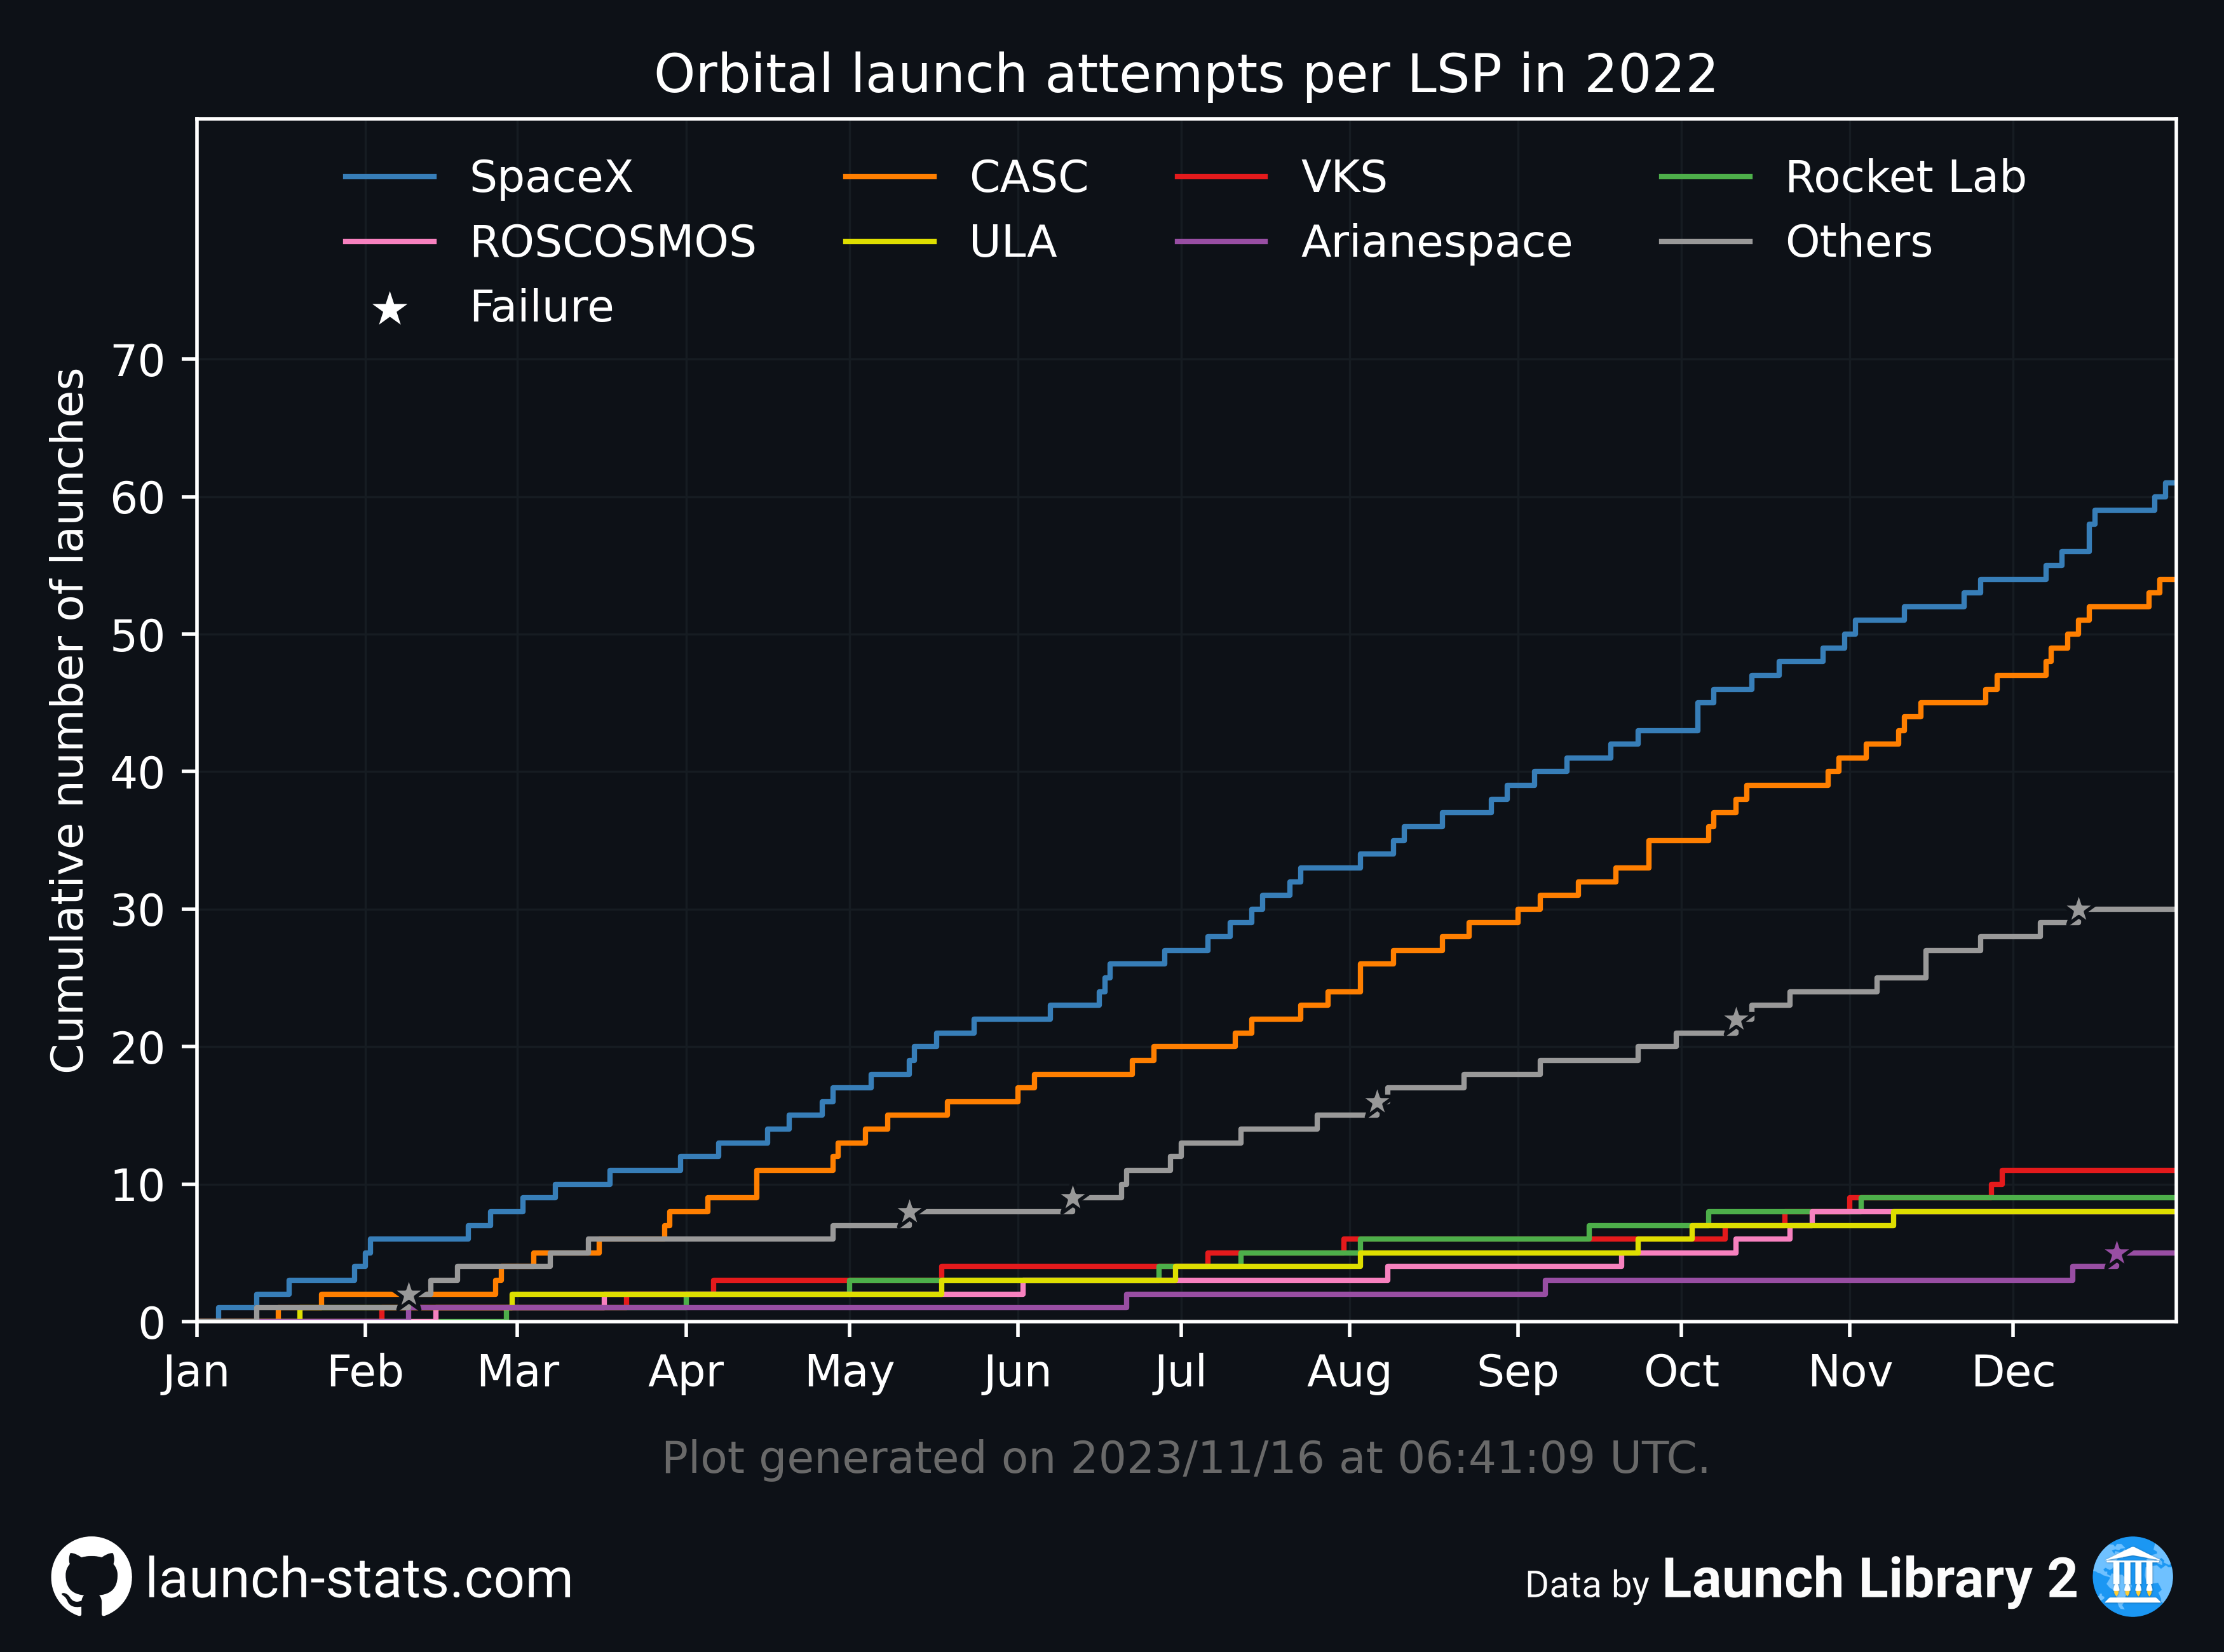 Orbital launch attempts per LSP in 2022
SpaceX CASC VKS Rocket Lab
ROSCOSMOS ULA Arianespace Others
Failure
Cumulative number of launches
70
60
50
40
30
20
10
0
Jan Feb Mar Apr May Jun Jul Aug Sep Oct Nov Dec
Plot generated on 2023/11/16 at 06:41:09 UTC.
launch-stats.com
Data by Launch Library 2